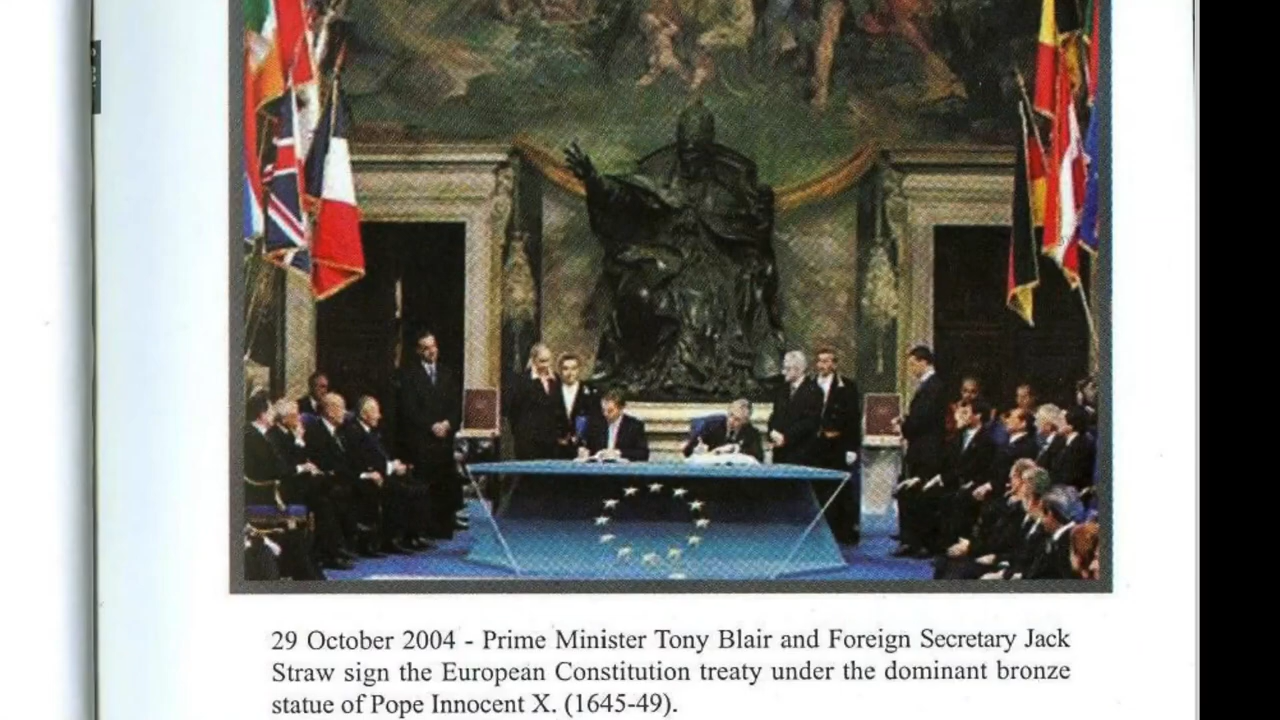 29 October 2004 - Prime Minister Tony Blair and Foreign Secretary Jack
Straw sign the European Constitution treaty under the dominant bronze
statue of Pope Innocent X. (1645-49).